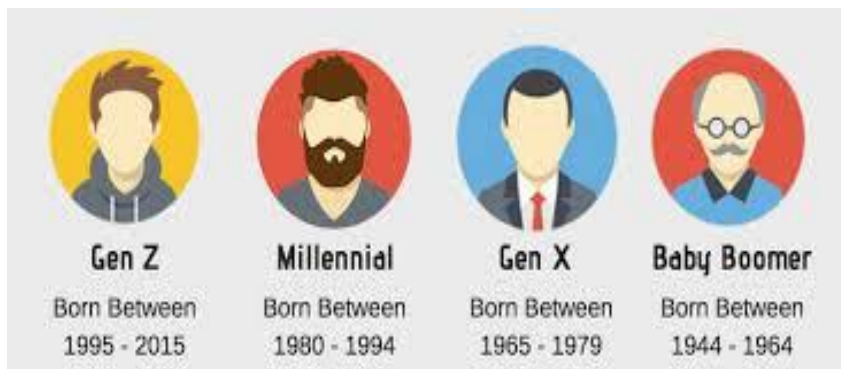 Gen Z
Born Between
1995 - 2015
Millennial
Born Between
1980 - 1994
Gen X
Born Between
1965 - 1979
Baby Boomer
Born Between
1944 - 1964